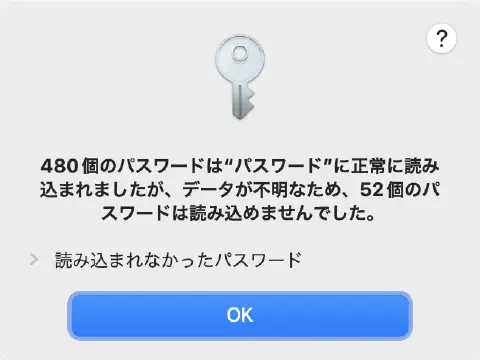 ?
480個のパスワードは“パスワード”に正常に読み
込まれましたが、データが不明なため、52個のパ
スワードは読み込めませんでした。
読み込まれなかったパスワード
OK